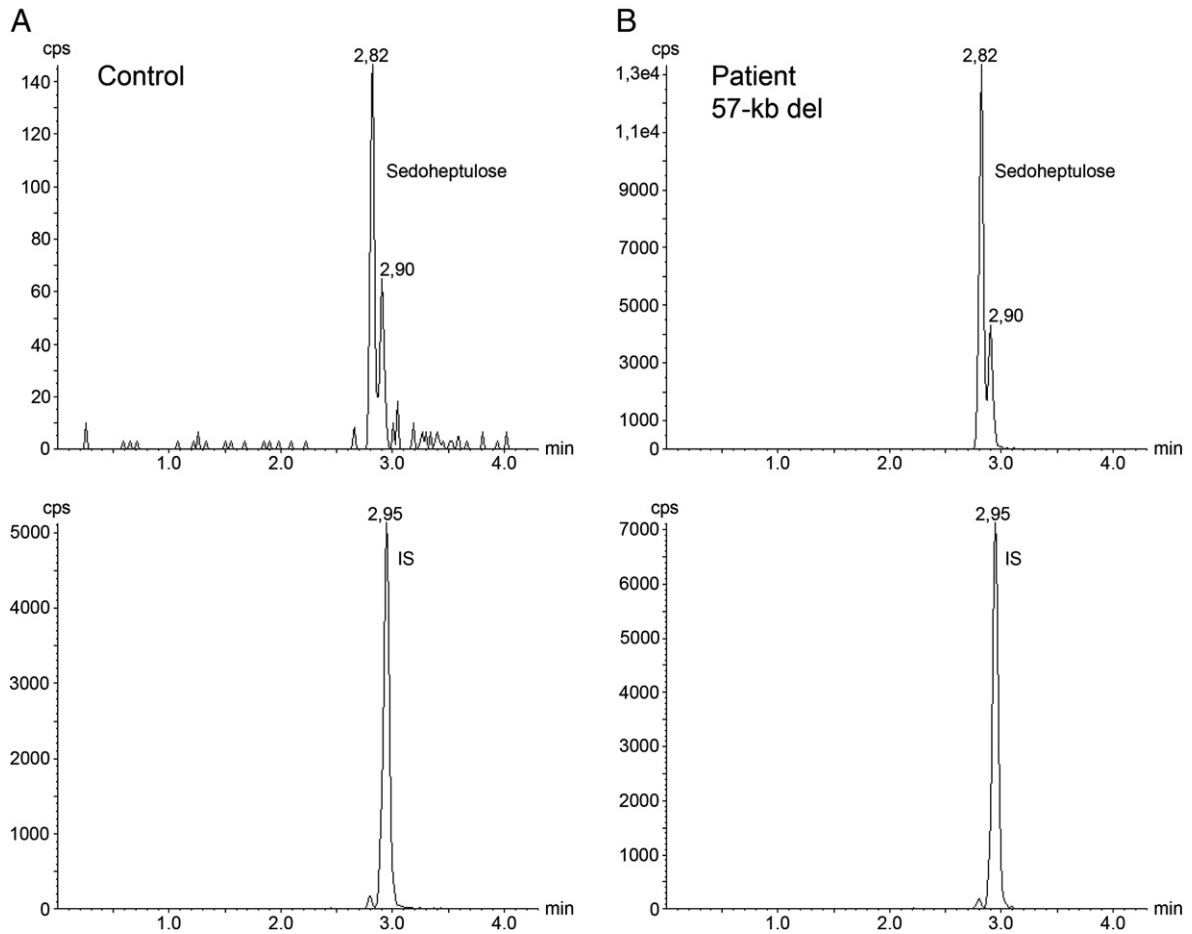 A
cps
Control
2,82
Sedoheptulose
2,90
140
120
100
80
60
40
20
0
1.0 2.0 3.0 4.0 min
B
cps
Patient
57-kb del
2,82
Sedoheptulose
2,90
1,3e4
1,1e4
9000
7000
5000
3000
1000
0
1.0 2.0 3.0 4.0 min
cps
2,95
IS
5000
4000
3000
2000
1000
0
1.0 2.0 3.0 4.0 min
cps
2,95
IS
7000
6000
5000
4000
3000
2000
1000
0
1.0 2.0 3.0 4.0 min